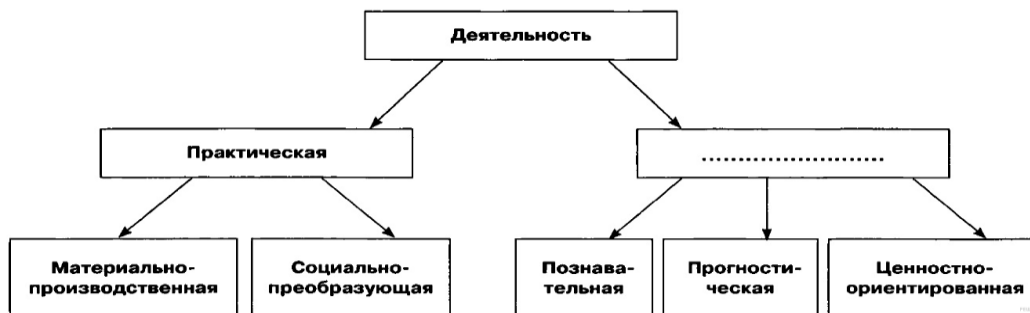 Деятельность
Практическая
........................
Материально-
производственная
Социально-
преобразующая
Познава-
тельная
Прогности-
ческая
Ценностно-
ориентированная